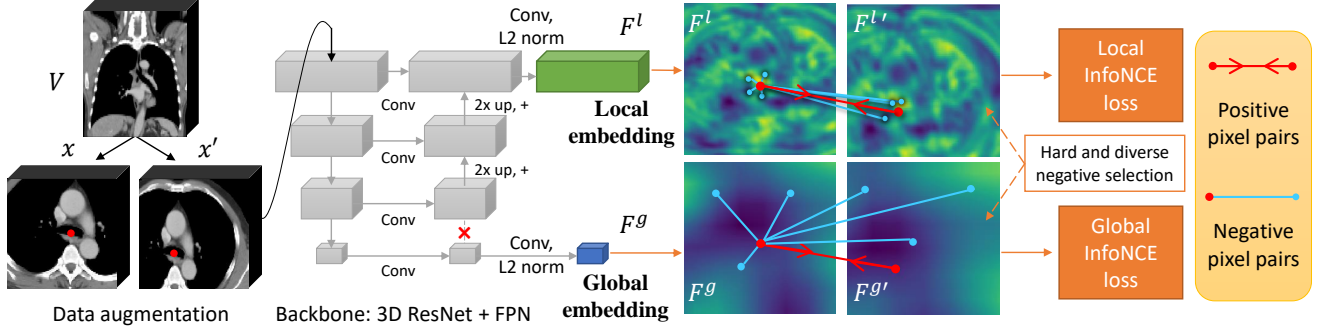 V
x
x'
Data augmentation
Conv
Conv
Conv
Conv
2x up, +
2x up, +
Conv,
L2 norm
F^l
Local
embedding
Conv,
L2 norm
F^g
Global
embedding
Backbone: 3D ResNet + FPN
F^l
F^l'
F^g
F^g'
Local
InfoNCE
loss
Hard and diverse
negative selection
Global
InfoNCE
loss
Positive
pixel pairs
Negative
pixel pairs